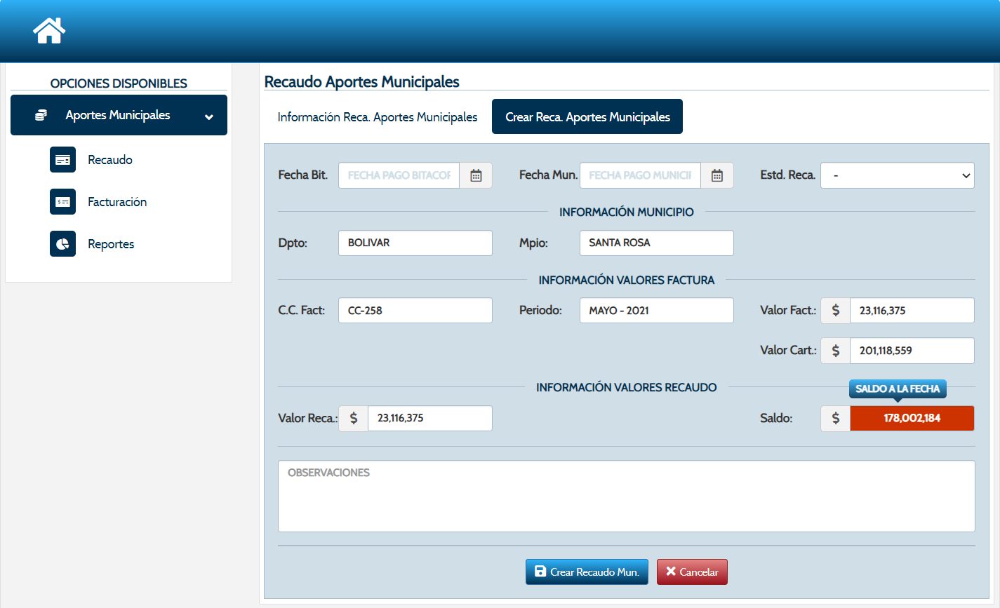 OPCIONES DISPONIBLES
Aportes Municipales
Recaudo
Facturación
Reportes
Recaudo Aportes Municipales
Información Reca. Aportes Municipales
Crear Reca. Aportes Municipales
Fecha Bit. FECHA PAGO BITACOR Fecha Mun. FECHA PAGO MUNICIF Estd. Reca. -
INFORMACIÓN MUNICIPIO
Dpto: BOLIVAR Mpio: SANTA ROSA
INFORMACIÓN VALORES FACTURA
C.C. Fact: CC-258 Periodo: MAYO - 2021 Valor Fact.: $ 23,116,375
Valor Cart.: $ 201,118,559
INFORMACIÓN VALORES RECAUDO
SALDO A LA FECHA
Valor Reca.: $ 23,116,375 Saldo: $ 178,002,184
OBSERVACIONES
Crear Recaudo Mun. Cancelar